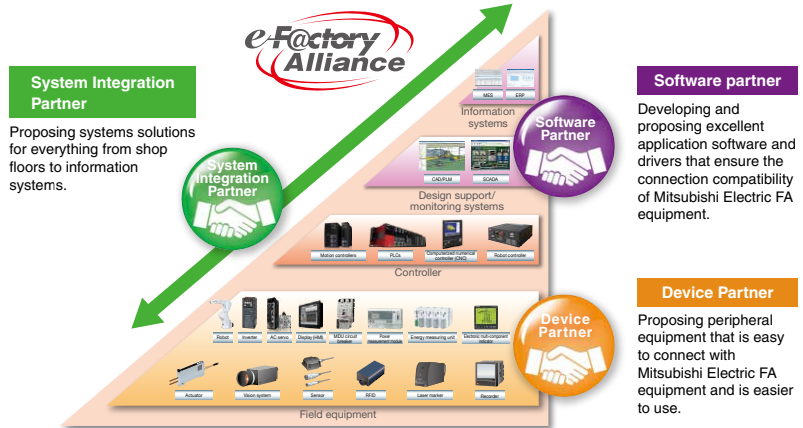 e-F@ctory
Alliance
System Integration
Partner
Proposing systems solutions
for everything from shop
floors to information
systems.
System
Integration
Partner
MES
ERP
Information
systems
Software
Partner
Software partner
Developing and
proposing excellent
application software and
drivers that ensure the
connection compatibility
of Mitsubishi Electric FA
equipment.
CAD/PLM
SCADA
Design support/
monitoring systems
Motion controllers
PLCs
Computerized numerical
controller (CNC)
Robot controller
Controller
Robot
Inverter
AC servo
Display (HMI)
MDU circuit
breaker
Power
measurement module
Energy measuring unit
Electronic multi-component
indicator
Device
Partner
Device Partner
Proposing peripheral
equipment that is easy
to connect with
Mitsubishi Electric FA
equipment and is easier
to use.
Actuator
Vision system
Sensor
RFID
Laser marker
Recorder
Field equipment